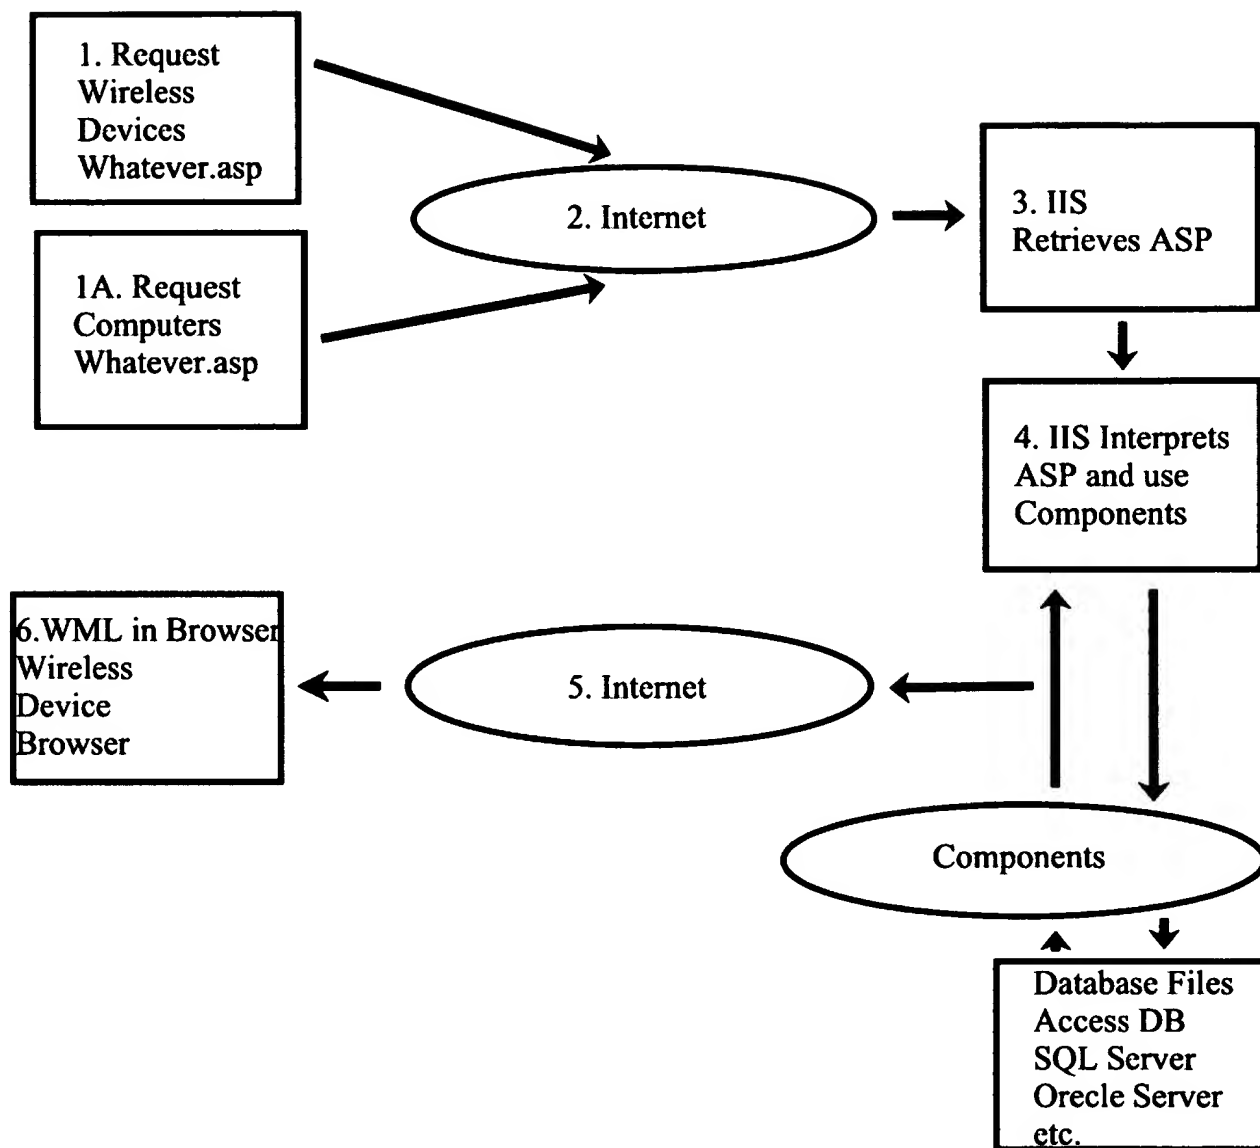 1. Request
Wireless
Devices
Whatever.asp
1A. Request
Computers
Whatever.asp
2. Internet
3. IIS
Retrieves ASP
4. IIS Interprets
ASP and use
Components
5. Internet
6.WML in Browser
Wireless
Device
Browser
Components
Database Files
Access DB
SQL Server
Orecle Server
etc.